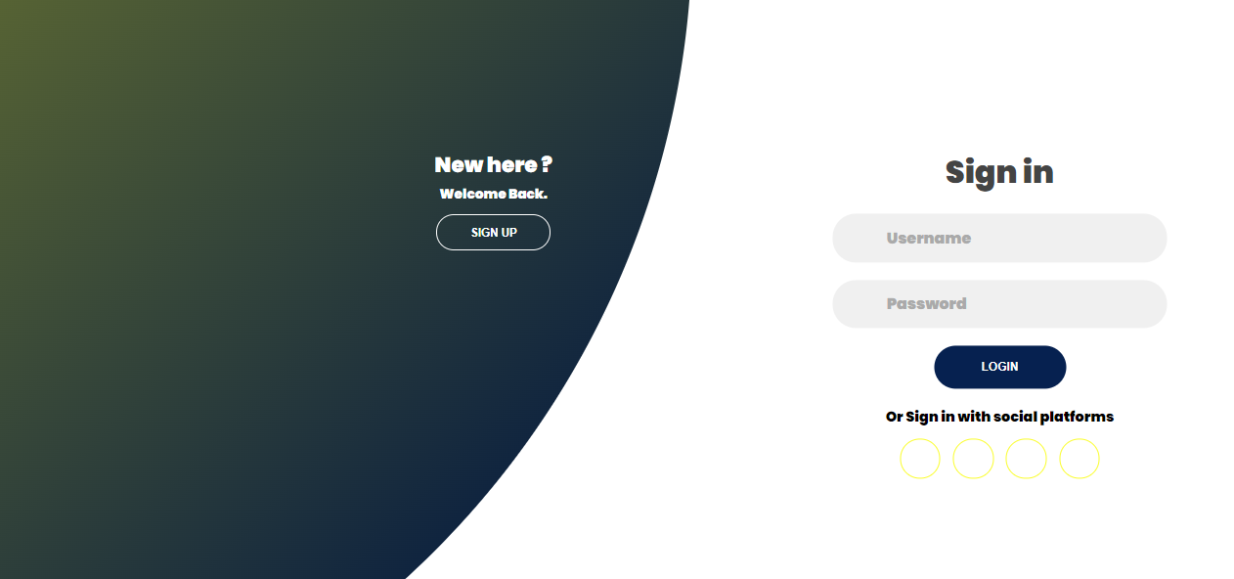 New here ?
Welcome Back.
SIGN UP
Sign in
Username
Password
LOGIN
Or Sign in with social platforms